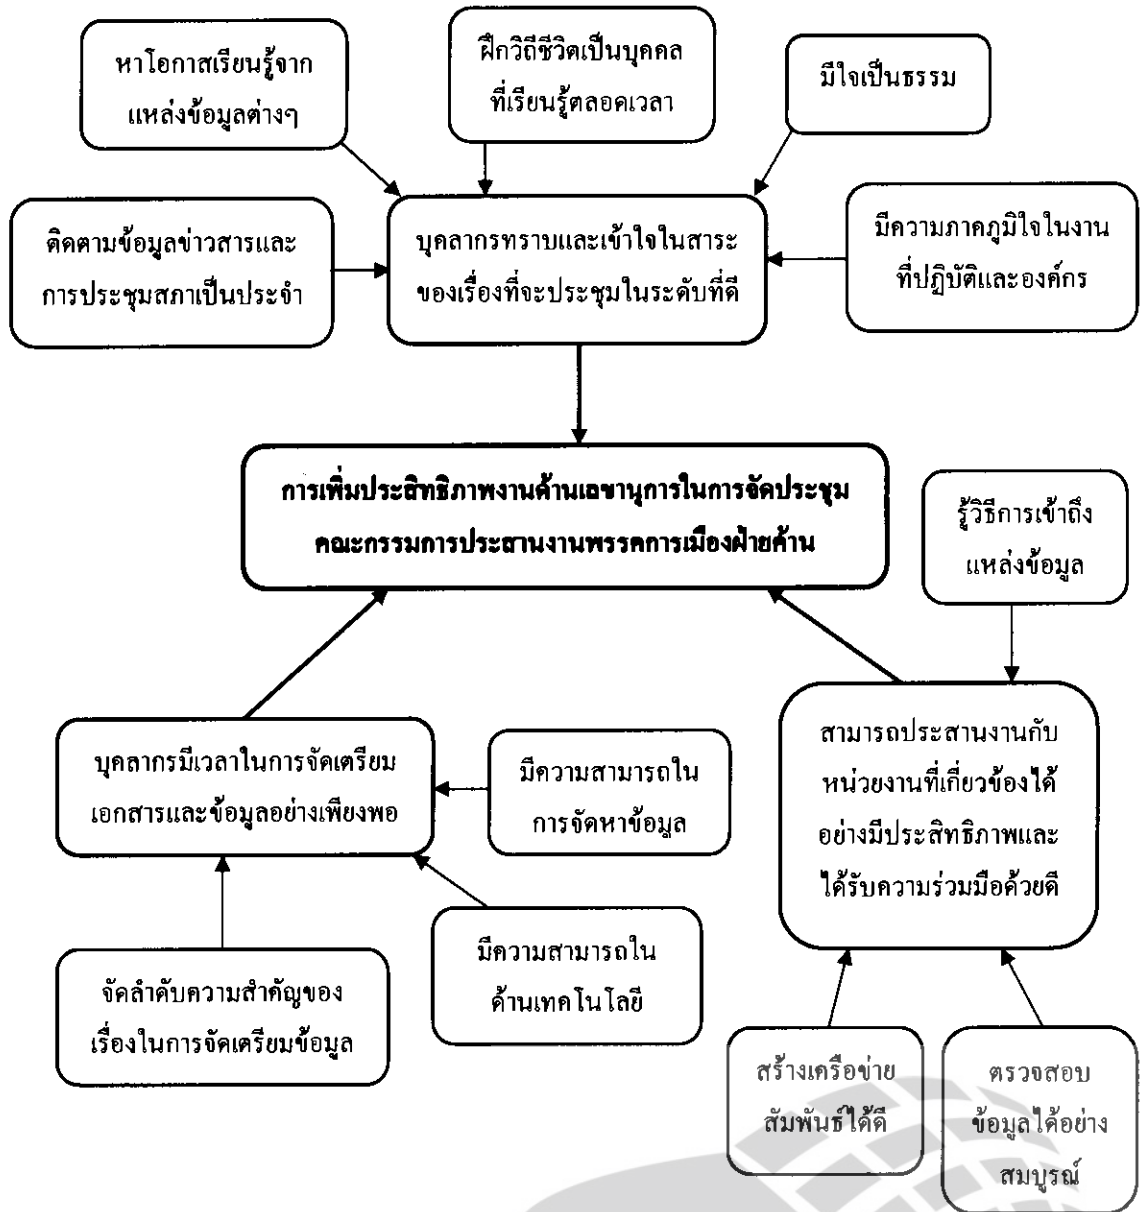 หาโอกาสเรียนรู้จาก
แหล่งข้อมูลต่างๆ
ฝึกวิถีชีวิตเป็นบุคคล
ที่เรียนรู้ตลอดเวลา
มีใจเป็นธรรม
ติดตามข้อมูลข่าวสารและ
การประชุมสภาเป็นประจำ
บุคลากรทราบและเข้าใจในสาระ
ของเรื่องที่จะประชุมในระดับที่ดี
มีความภาคภูมิใจในงาน
ที่ปฏิบัติและองค์กร
การเพิ่มประสิทธิภาพงานด้านเลขานุการในการจัดประชุม
คณะกรรมการประสานงานพรรคการเมืองฝ่ายค้าน
รู้วิธีการเข้าถึง
แหล่งข้อมูล
บุคลากรมีเวลาในการจัดเตรียม
เอกสารและข้อมูลอย่างเพียงพอ
มีความสามารถใน
การจัดหาข้อมูล
สามารถประสานงานกับ
หน่วยงานที่เกี่ยวข้องได้
อย่างมีประสิทธิภาพและ
ได้รับความร่วมมือด้วยดี
จัดลำดับความสำคัญของ
เรื่องในการจัดเตรียมข้อมูล
มีความสามารถใน
ด้านเทคโนโลยี
สร้างเครือข่าย
สัมพันธ์ได้ดี
ตรวจสอบ
ข้อมูลได้อย่าง
สมบูรณ์